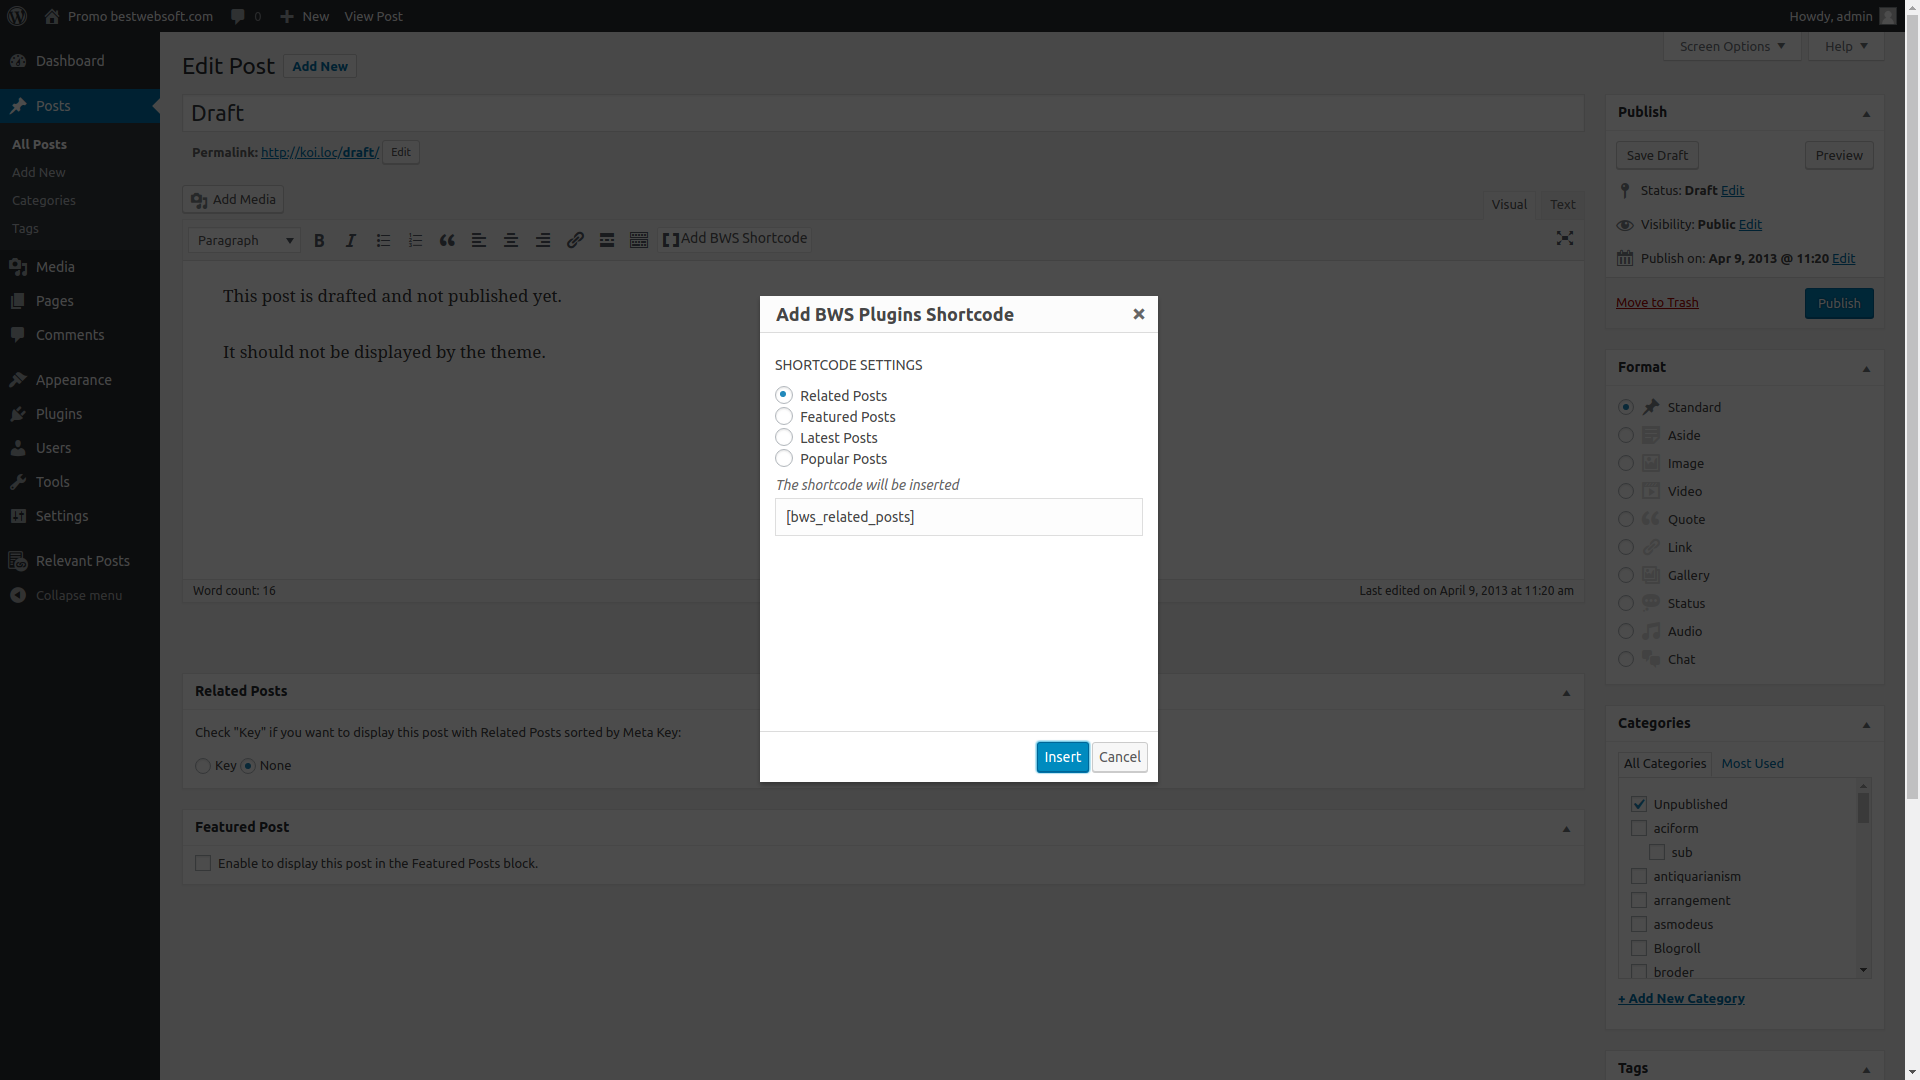 Promo bestwebsoft.com 0 New View Post Howdy, admin
Dashboard
Posts
All Posts
Add New
Categories
Tags
Media
Pages
Comments
Appearance
Plugins
Users
Tools
Settings
Relevant Posts
Collapse menu
Screen Options Help
Edit Post Add New
Draft
Permalink: http://koi.loc/draft/ Edit
Add Media
Visual Text
Paragraph B I Add BWS Shortcode
This post is drafted and not published yet.
It should not be displayed by the theme.
Word count: 16 Last edited on April 9, 2013 at 11:20 am
Add BWS Plugins Shortcode
SHORTCODE SETTINGS
Related Posts
Featured Posts
Latest Posts
Popular Posts
The shortcode will be inserted
[bws_related_posts]
Insert Cancel
Related Posts
Check "Key" if you want to display this post with Related Posts sorted by Meta Key:
Key None
Featured Post
Enable to display this post in the Featured Posts block.
Publish
Save Draft Preview
Status: Draft Edit
Visibility: Public Edit
Publish on: Apr 9, 2013 @ 11:20 Edit
Move to Trash Publish
Format
Standard
Aside
Image
Video
Quote
Link
Gallery
Status
Audio
Chat
Categories
All Categories Most Used
Unpublished
aciform
sub
antiquarianism
arrangement
asmodeus
Blogroll
broder
+ Add New Category
Tags